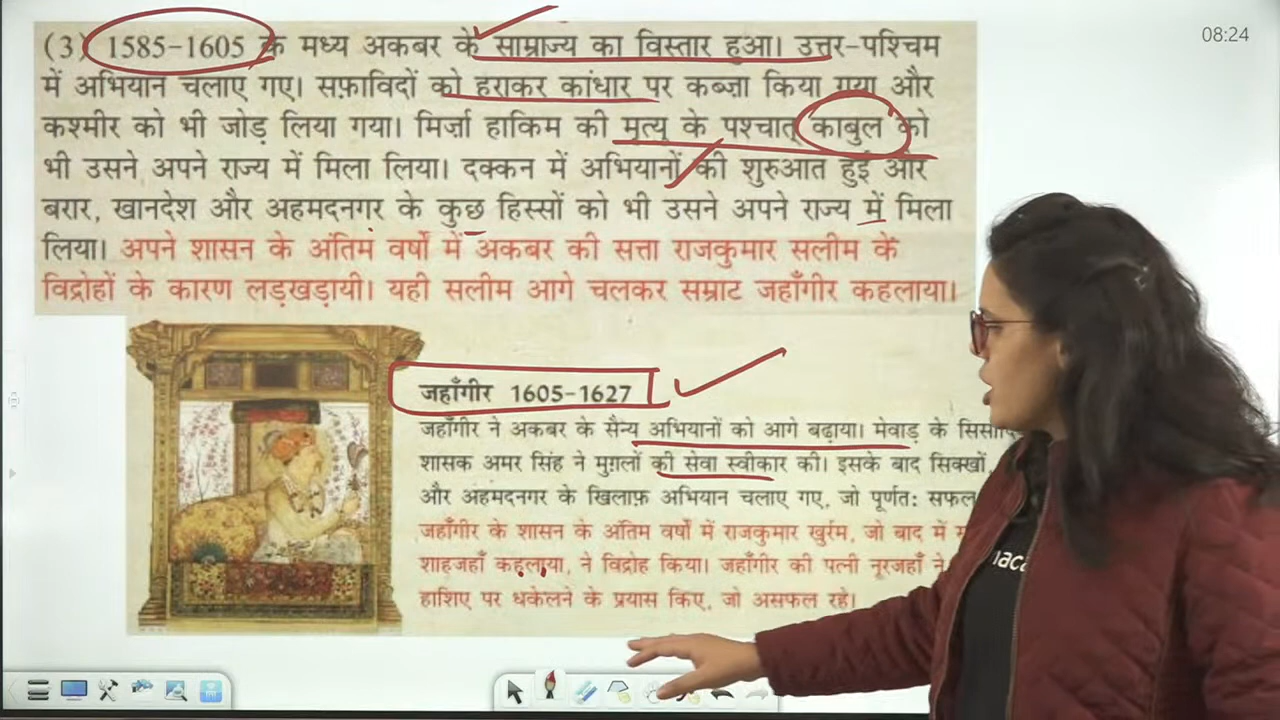 08:24
(3) 1585-1605 के मध्य अकबर के साम्राज्य का विस्तार हुआ। उत्तर-पश्चिम
में अभियान चलाए गए। सफ़ाविदों को हराकर कांधार पर कब्ज़ा किया गया और
कश्मीर को भी जोड़ लिया गया। मिर्ज़ा हाकिम की मृत्यु के पश्चात् काबुल को
भी उसने अपने राज्य में मिला लिया। दक्कन में अभियानों की शुरुआत हुई और
बरार, खानदेश और अहमदनगर के कुछ हिस्सों को भी उसने अपने राज्य में मिला
लिया। अपने शासन के अंतिम वर्षों में अकबर की सत्ता राजकुमार सलीम के
विद्रोहों के कारण लड़खड़ायी। यही सलीम आगे चलकर सम्राट जहाँगीर कहलाया।
जहाँगीर 1605-1627
जहाँगीर ने अकबर के सैन्य अभियानों को आगे बढ़ाया। मेवाड़ के
शासक अमर सिंह ने मुग़लों की सेवा स्वीकार की। इसके बाद सिक्खों,
और अहमदनगर के खिलाफ़ अभियान चलाए गए, जो पूर्णत: सफल
जहाँगीर के शासन के अंतिम वर्षों में राजकुमार खुर्रम, जो बाद में
शाहजहाँ कहलाया, ने विद्रोह किया। जहाँगीर की पत्नी नूरजहाँ ने
हाशिए पर धकेलने के प्रयास किए, जो असफल रहे।